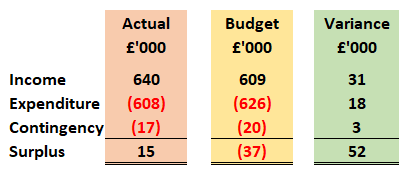 Actual Budget Variance
£'000 £'000 £'000
Income 640 609 31
Expenditure (608) (626) 18
Contingency (17) (20) 3
Surplus 15 (37) 52